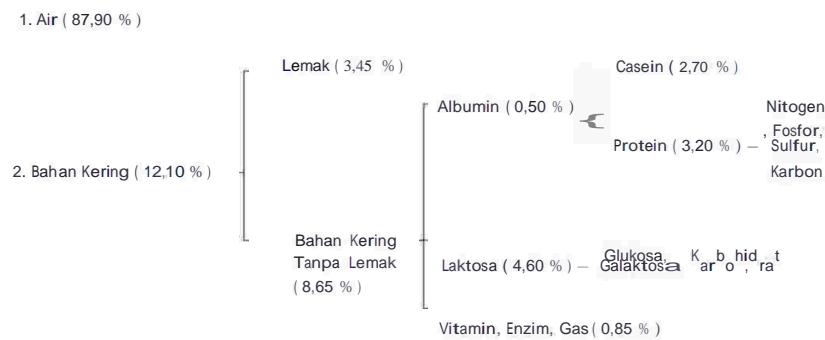 1. Air ( 87,90 % )
Lemak ( 3,45 % )
Casein ( 2,70 % )
Albumin ( 0,50 % )
Nitogen
, Fosfor,
Protein ( 3,20 % ) – Sulfur,
Karbon
2. Bahan Kering ( 12,10 % )
Bahan Kering
Tanpa Lemak
( 8,65 % )
Laktosa ( 4,60 % ) – Glukosa,
Galaktosa
Vitamin, Enzim, Gas ( 0,85 % )